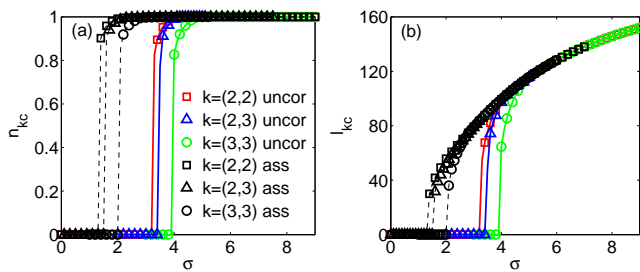 (a)
1
0.8
0.6
0.4
0.2
0
n_kc
k=(2,2) uncor
k=(2,3) uncor
k=(3,3) uncor
k=(2,2) ass
k=(2,3) ass
k=(3,3) ass
0 2 4 6 8
σ
(b)
160
120
80
40
0
I_kc
0 2 4 6 8
σ